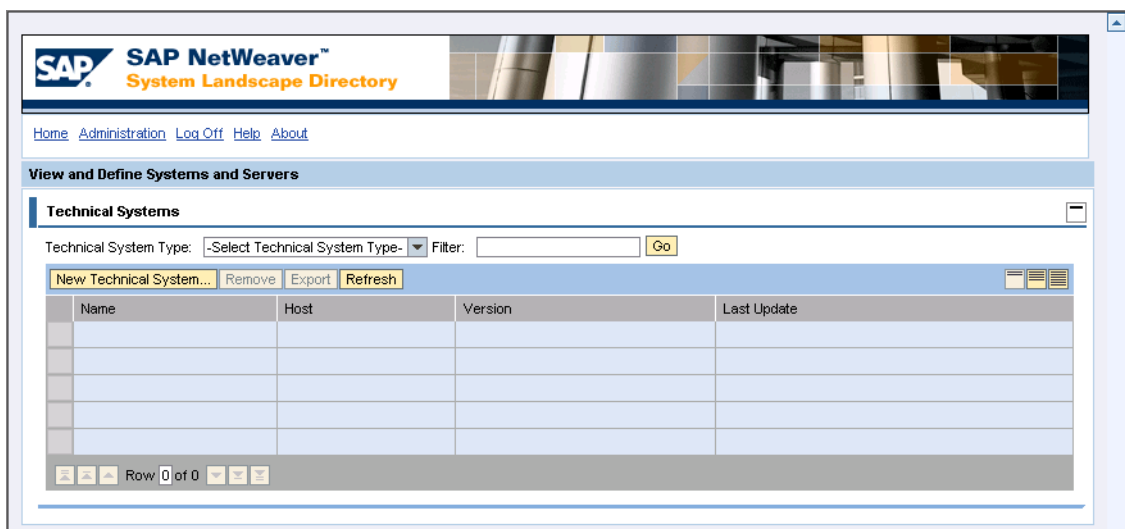 SAP SAP NetWeaver™
System Landscape Directory
Home Administration Log Off Help About
View and Define Systems and Servers
Technical Systems
Technical System Type: -Select Technical System Type- Filter: Go
New Technical System... Remove Export Refresh
Name Host Version Last Update
Row 0 of 0